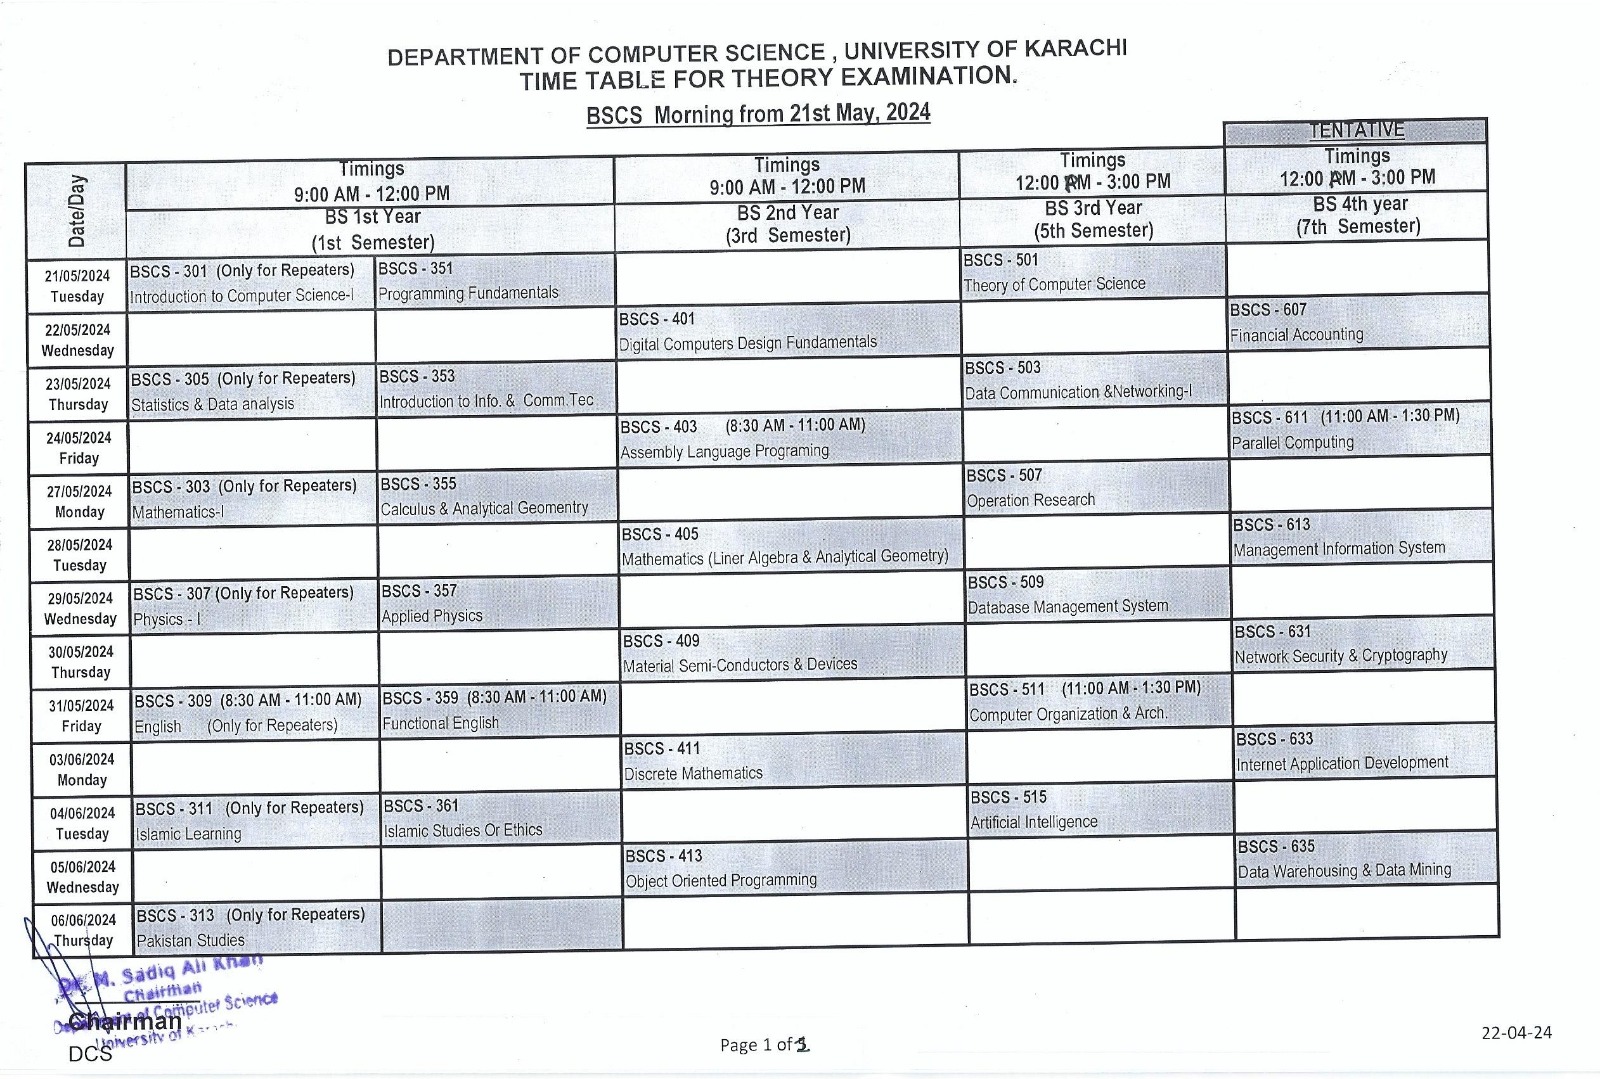 DEPARTMENT OF COMPUTER SCIENCE , UNIVERSITY OF KARACHI
TIME TABLE FOR THEORY EXAMINATION.
BSCS Morning from 21st May, 2024
TENTATIVE
Date/Day
Timings
9:00 AM - 12:00 PM
BS 1st Year
(1st Semester)
Timings
9:00 AM - 12:00 PM
BS 2nd Year
(3rd Semester)
Timings
12:00 PM - 3:00 PM
BS 3rd Year
(5th Semester)
Timings
12:00 PM - 3:00 PM
BS 4th year
(7th Semester)
21/05/2024
Tuesday
BSCS - 301 (Only for Repeaters)
Introduction to Computer Science-I
BSCS - 351
Programming Fundamentals
BSCS - 501
Theory of Computer Science
22/05/2024
Wednesday
BSCS - 401
Digital Computers Design Fundamentals
BSCS - 607
Financial Accounting
23/05/2024
Thursday
BSCS - 305 (Only for Repeaters)
Statistics & Data analysis
BSCS - 353
Introduction to Info. & Comm.Tec
BSCS - 503
Data Communication &Networking-I
24/05/2024
Friday
BSCS - 403 (8:30 AM - 11:00 AM)
Assembly Language Programing
BSCS - 611 (11:00 AM - 1:30 PM)
Parallel Computing
27/05/2024
Monday
BSCS - 303 (Only for Repeaters)
Mathematics-I
BSCS - 355
Calculus & Analytical Geomentry
BSCS - 507
Operation Research
28/05/2024
Tuesday
BSCS - 405
Mathematics (Liner Algebra & Analytical Geometry)
BSCS - 613
Management Information System
29/05/2024
Wednesday
BSCS - 307 (Only for Repeaters)
Physics - I
BSCS - 357
Applied Physics
BSCS - 509
Database Management System
30/05/2024
Thursday
BSCS - 409
Material Semi-Conductors & Devices
BSCS - 631
Network Security & Cryptography
31/05/2024
Friday
BSCS - 309 (8:30 AM - 11:00 AM)
English (Only for Repeaters)
BSCS - 359 (8:30 AM - 11:00 AM)
Functional English
BSCS - 511 (11:00 AM - 1:30 PM)
Computer Organization & Arch.
03/06/2024
Monday
BSCS - 411
Discrete Mathematics
BSCS - 633
Internet Application Development
04/06/2024
Tuesday
BSCS - 311 (Only for Repeaters)
Islamic Learning
BSCS - 361
Islamic Studies Or Ethics
BSCS - 515
Artificial Intelligence
05/06/2024
Wednesday
BSCS - 413
Object Oriented Programming
BSCS - 635
Data Warehousing & Data Mining
06/06/2024
Thursday
BSCS - 313 (Only for Repeaters)
Pakistan Studies
Dr. M. Sadiq Ali Khan
Chairman
Department of Computer Science
University of
Chairman
DCS
Page 1 of
22-04-24